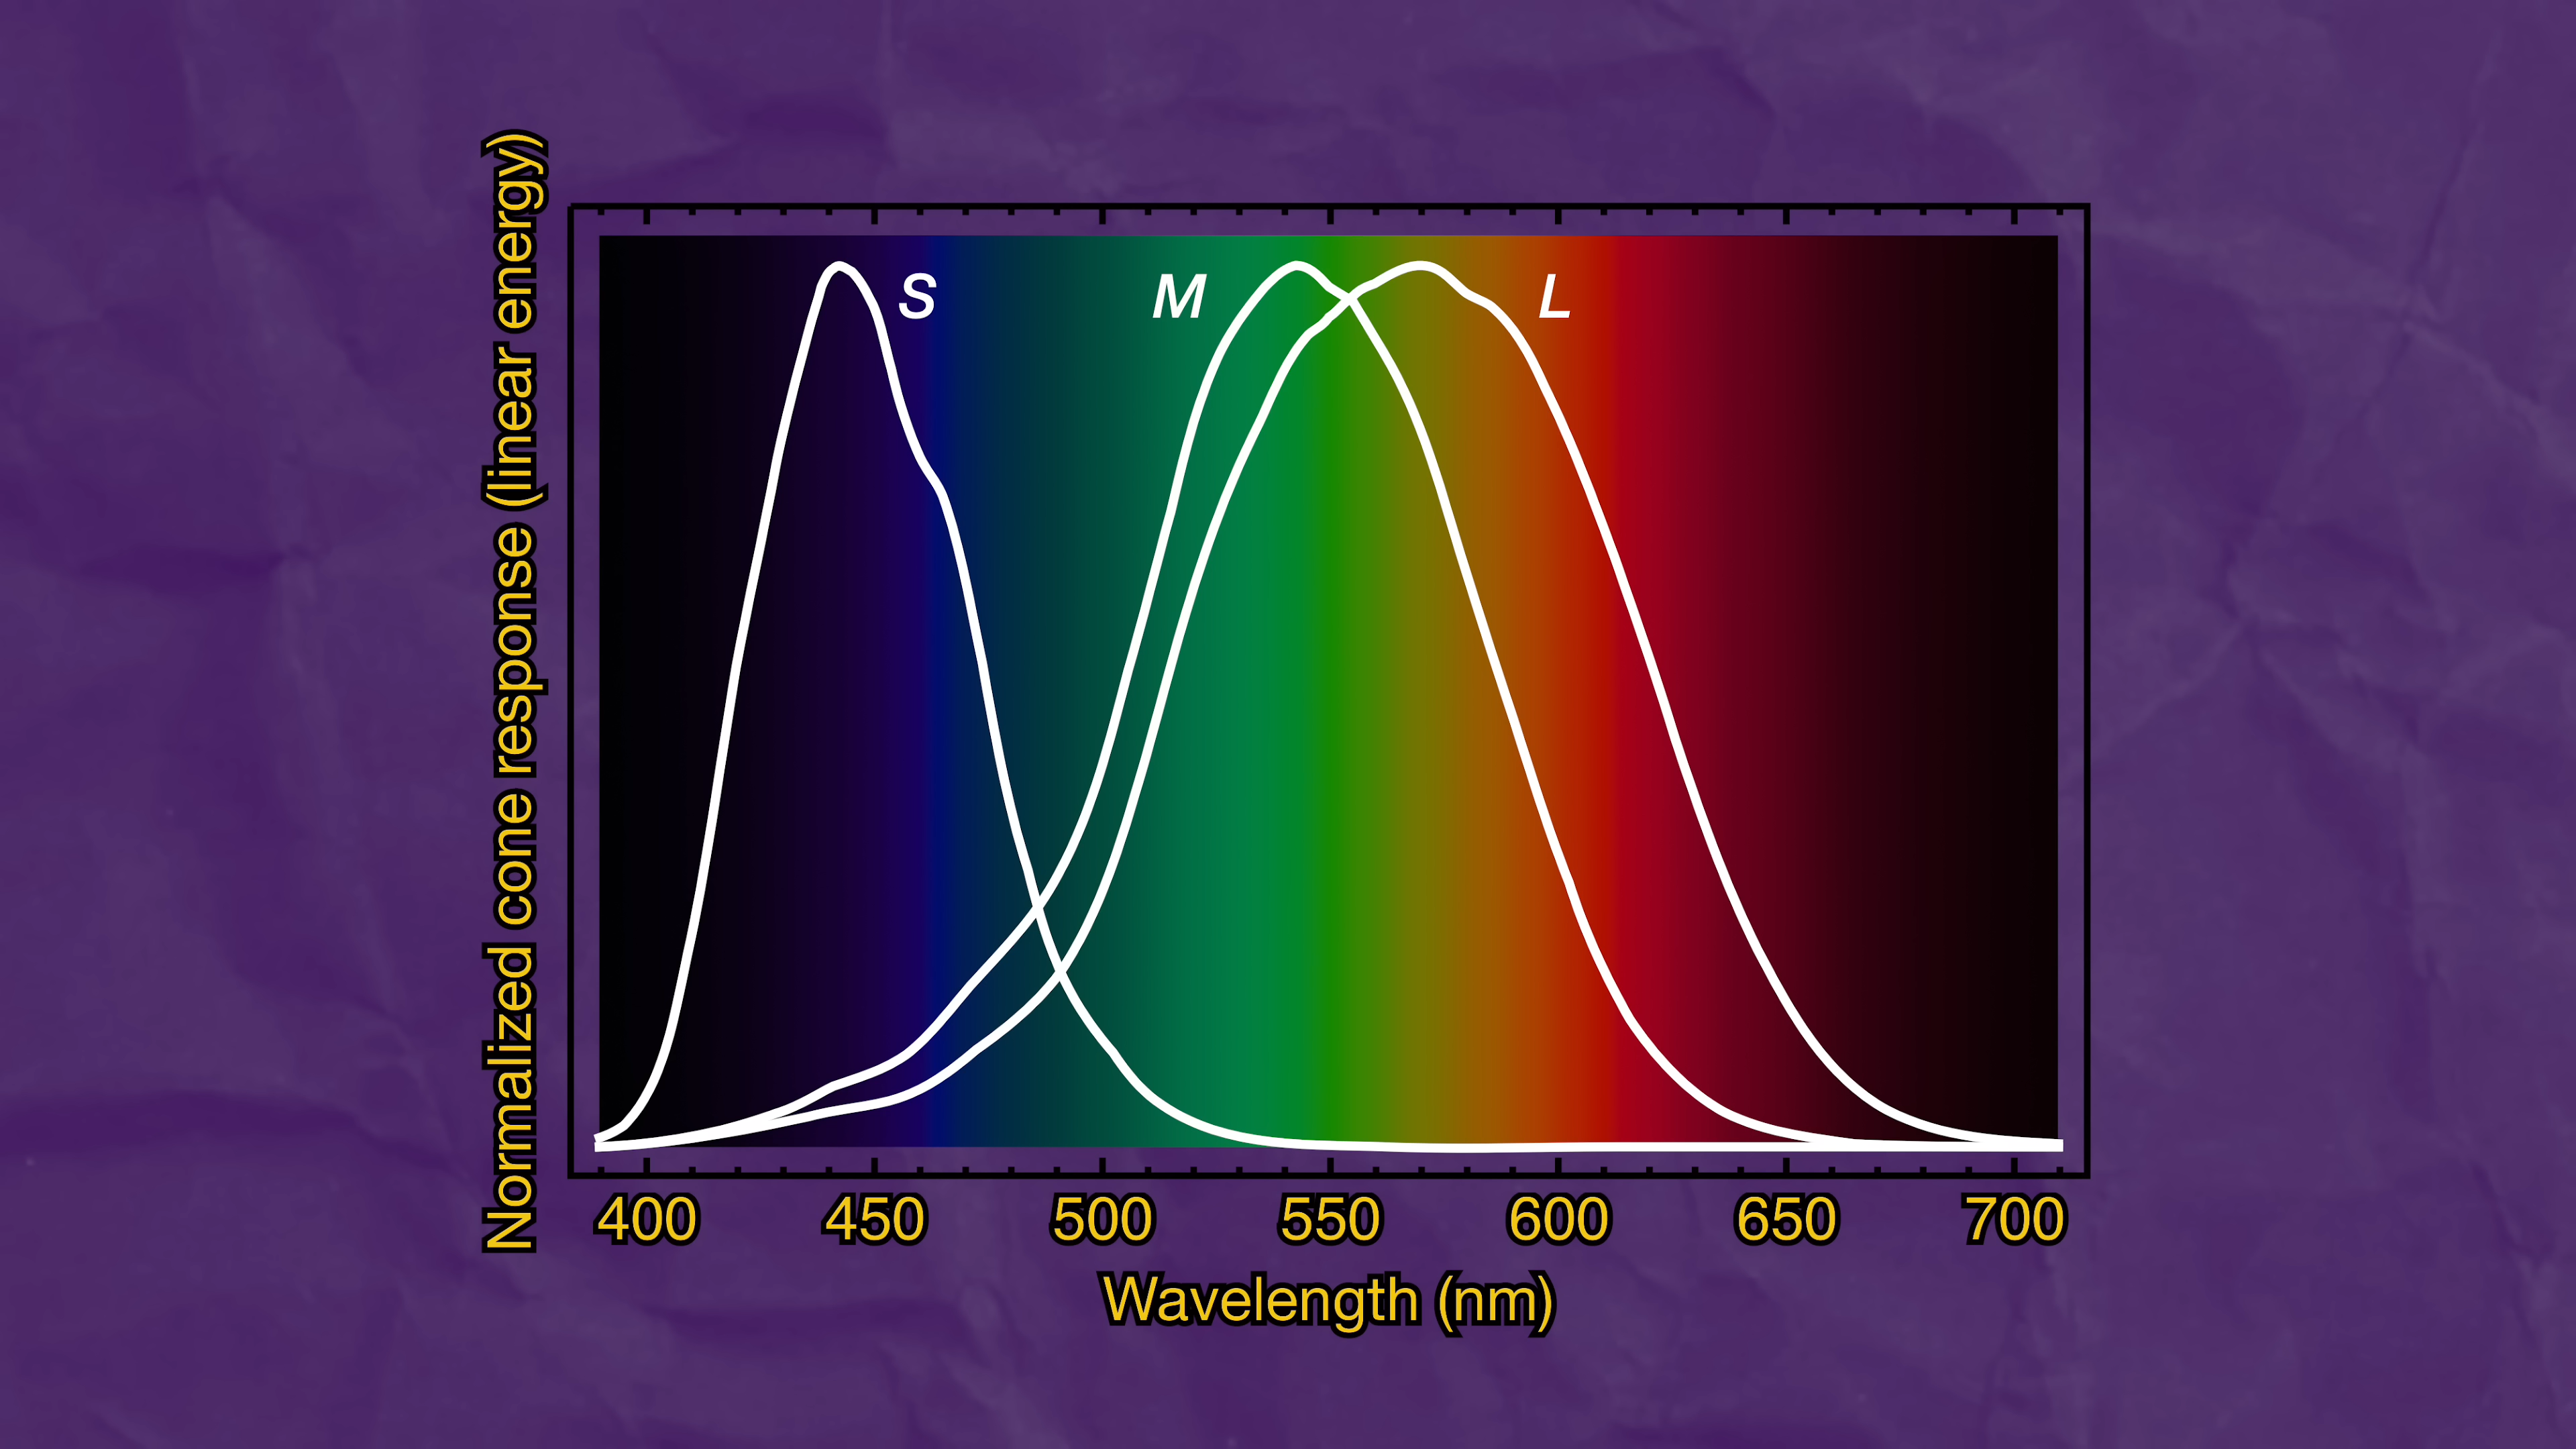 Normalized cone response (linear energy)
S
M
L
400 450 500 550 600 650 700
Wavelength (nm)